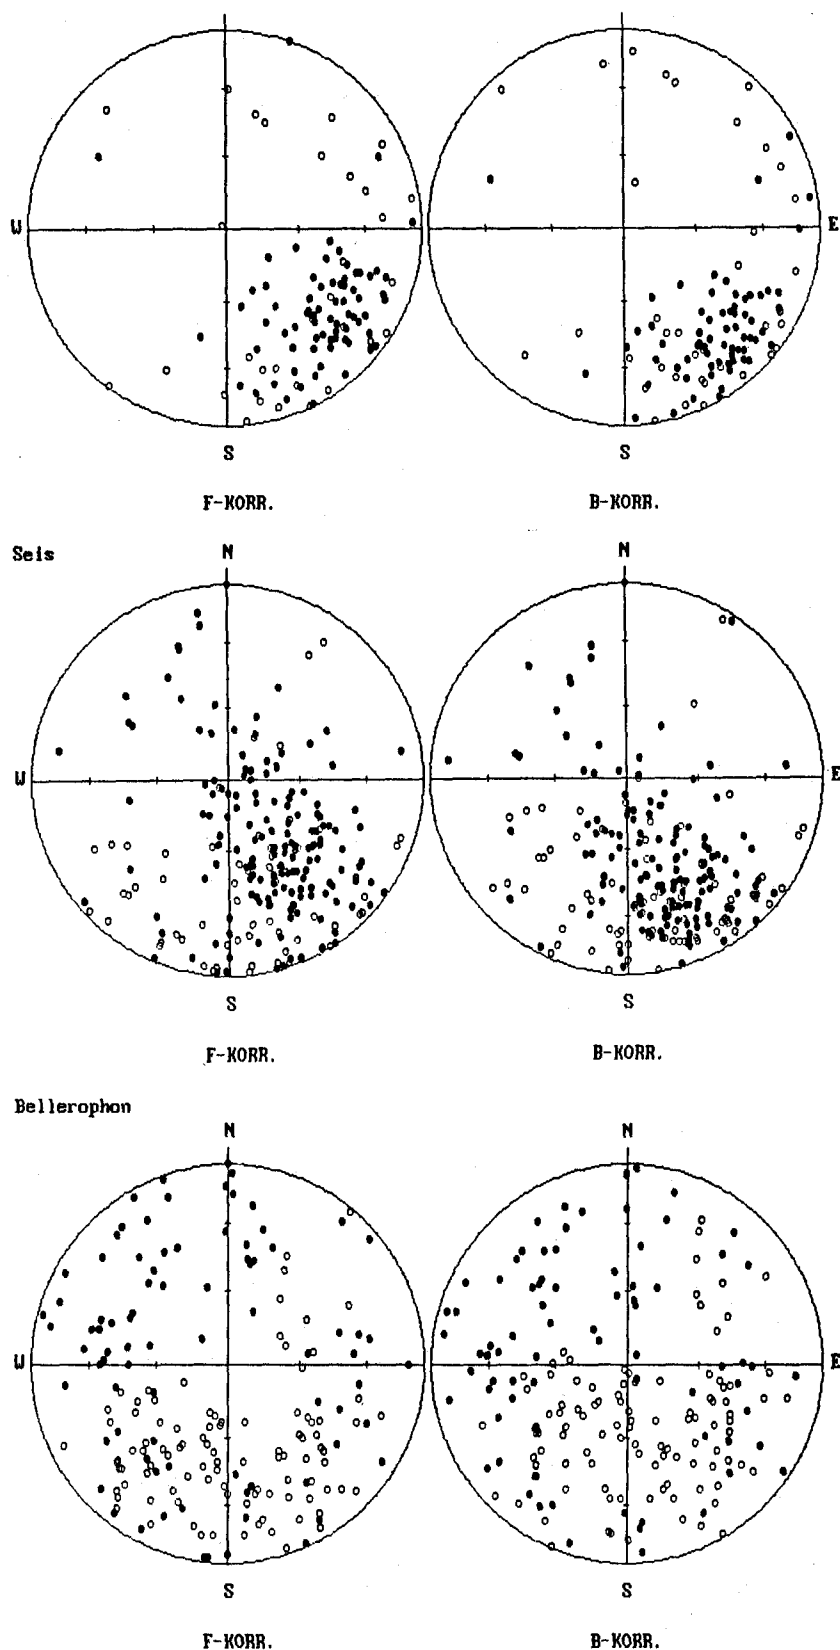 W E
S S
F-KORR. B-KORR.
Seis
N N
W E
S S
F-KORR. B-KORR.
Bellerophon
N N
W E
S S
F-KORR. B-KORR.